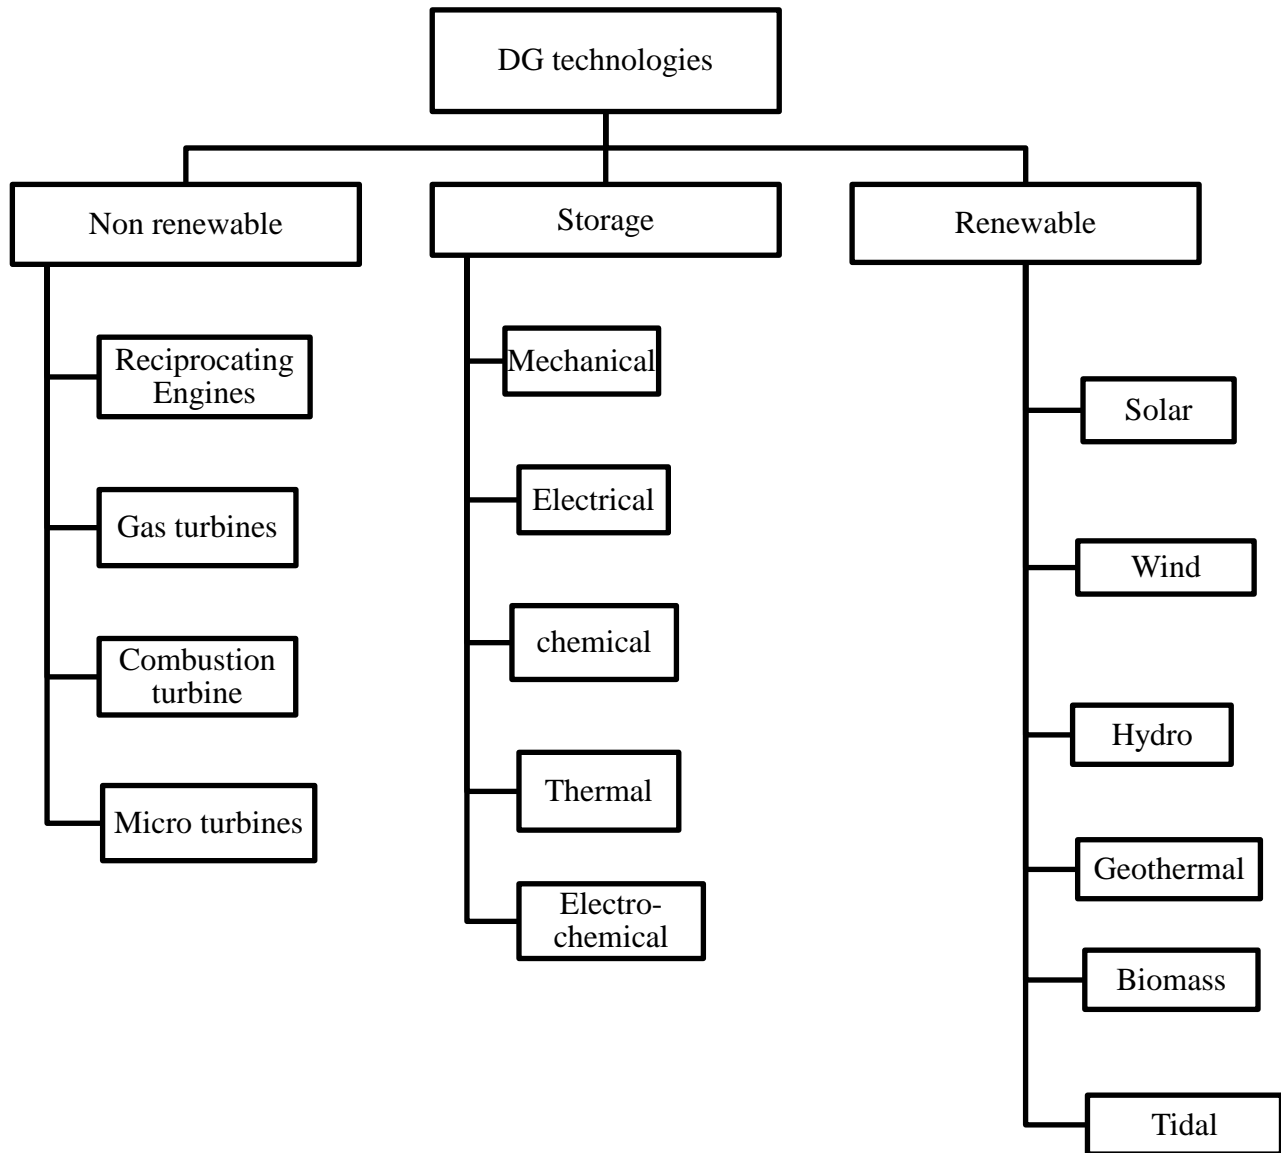 DG technologies
Non renewable
Storage
Renewable
Reciprocating
Engines
Gas turbines
Combustion
turbine
Micro turbines
Mechanical
Electrical
chemical
Thermal
Electro-
chemical
Solar
Wind
Hydro
Geothermal
Biomass
Tidal